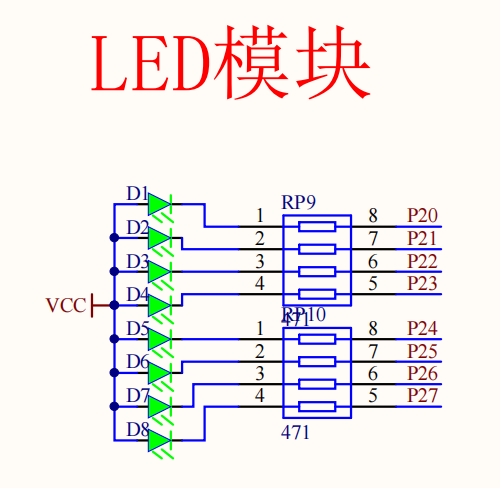 LED模块
D1
RP9
1 8 P20
D2
2 7 P21
D3
3 6 P22
D4
4 5 P23
VCC
471
RP10
D5
1 8 P24
D6
2 7 P25
D7
3 6 P26
D8
4 5 P27
471